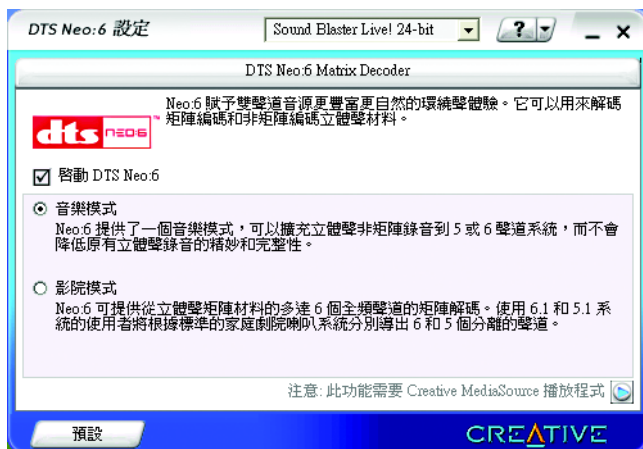 DTS Neo:6 設定
Sound Blaster Live! 24-bit
?
DTS Neo:6 Matrix Decoder
dts NEO:6 ™
Neo:6 賦予雙聲道音源更豐富更自然的環繞聲體驗。它可以用來解碼
矩陣編碼和非矩陣編碼立體聲材料。
啓動 DTS Neo:6
音樂模式
Neo:6 提供了一個音樂模式，可以擴充立體聲非矩陣錄音到 5 或 6 聲道系統，而不會
降低原有立體聲錄音的精妙和完整性。
影院模式
Neo:6 可提供從立體聲矩陣材料的多達 6 個全頻聲道的矩陣解碼。使用 6.1 和 5.1 系
統的使用者將根據標準的家庭劇院喇叭系統分別導出 6 和 5 個分離的聲道。
注意: 此功能需要 Creative MediaSource 播放程式
預設
CREATIVE